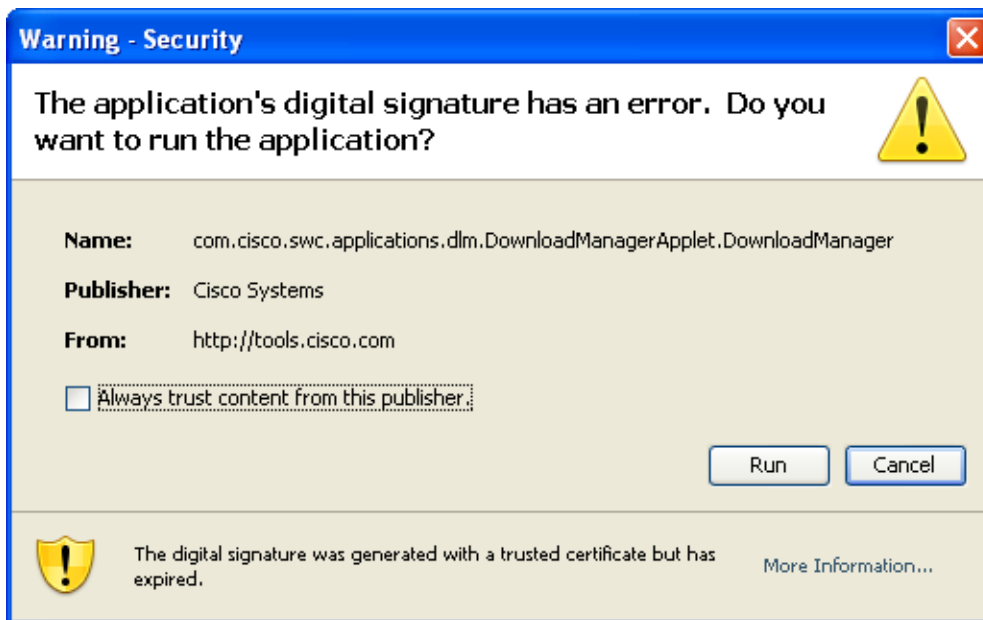 Warning - Security
The application's digital signature has an error. Do you
want to run the application?
Name: com.cisco.swc.applications.dlm.DownloadManagerApplet.DownloadManager
Publisher: Cisco Systems
From: http://tools.cisco.com
Always trust content from this publisher.
Run Cancel
The digital signature was generated with a trusted certificate but has
expired.
More Information...